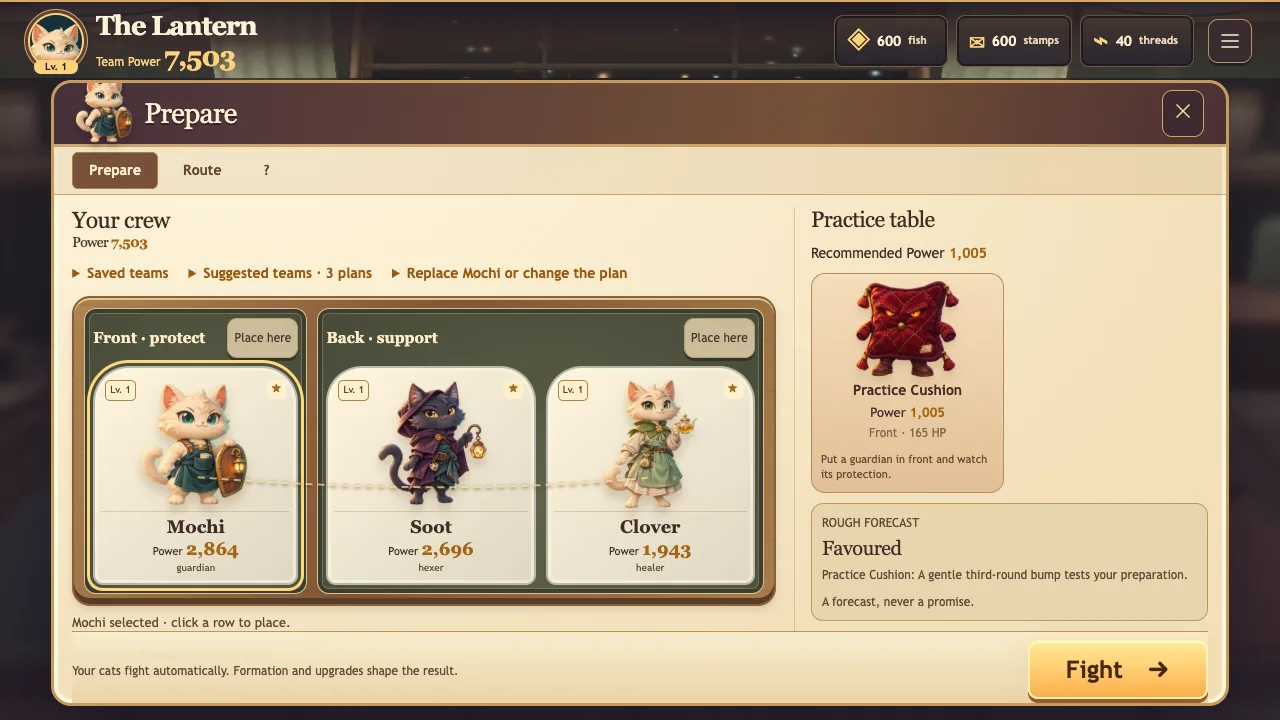 The Lantern
Team Power 7,503
Lv. 1
600 fish
600 stamps
40 threads
Prepare
Prepare
Route
?
Your crew
Power 7,503
Saved teams
Suggested teams · 3 plans
Replace Mochi or change the plan
Front · protect
Place here
Back · support
Place here
Lv. 1
Mochi
Power 2,864
guardian
Lv. 1
Soot
Power 2,696
hexer
Lv. 1
Clover
Power 1,943
healer
Mochi selected · click a row to place.
Practice table
Recommended Power 1,005
Practice Cushion
Power 1,005
Front · 165 HP
Put a guardian in front and watch
its protection.
ROUGH FORECAST
Favoured
Practice Cushion: A gentle third-round bump tests your preparation.
A forecast, never a promise.
Your cats fight automatically. Formation and upgrades shape the result.
Fight